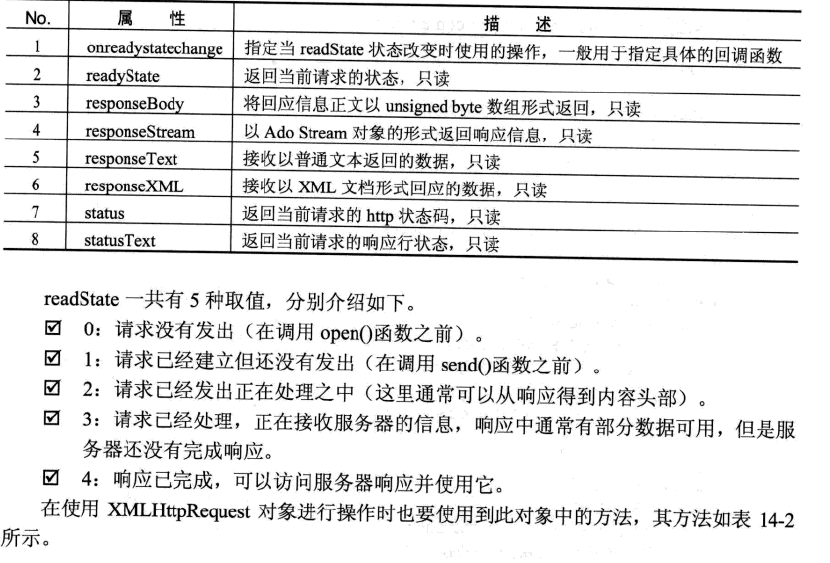 No. 属 性 描 述
1 onreadystatechange 指定当 readState 状态改变时使用的操作，一般用于指定具体的回调函数
2 readyState 返回当前请求的状态，只读
3 responseBody 将回应信息正文以 unsigned byte 数组形式返回，只读
4 responseStream 以 Ado Stream 对象的形式返回响应信息，只读
5 responseText 接收以普通文本返回的数据，只读
6 responseXML 接收以 XML 文档形式回应的数据，只读
7 status 返回当前请求的 http 状态码，只读
8 statusText 返回当前请求的响应行状态，只读
readState 一共有 5 种取值，分别介绍如下。
☑ 0：请求没有发出（在调用 open()函数之前）。
☑ 1：请求已经建立但还没有发出（在调用 send()函数之前）。
☑ 2：请求已经发出正在处理之中（这里通常可以从响应得到内容头部）。
☑ 3：请求已经处理，正在接收服务器的信息，响应中通常有部分数据可用，但是服
务器还没有完成响应。
☑ 4：响应已完成，可以访问服务器响应并使用它。
在使用 XMLHttpRequest 对象进行操作时也要使用到此对象中的方法，其方法如表 14-2
所示。